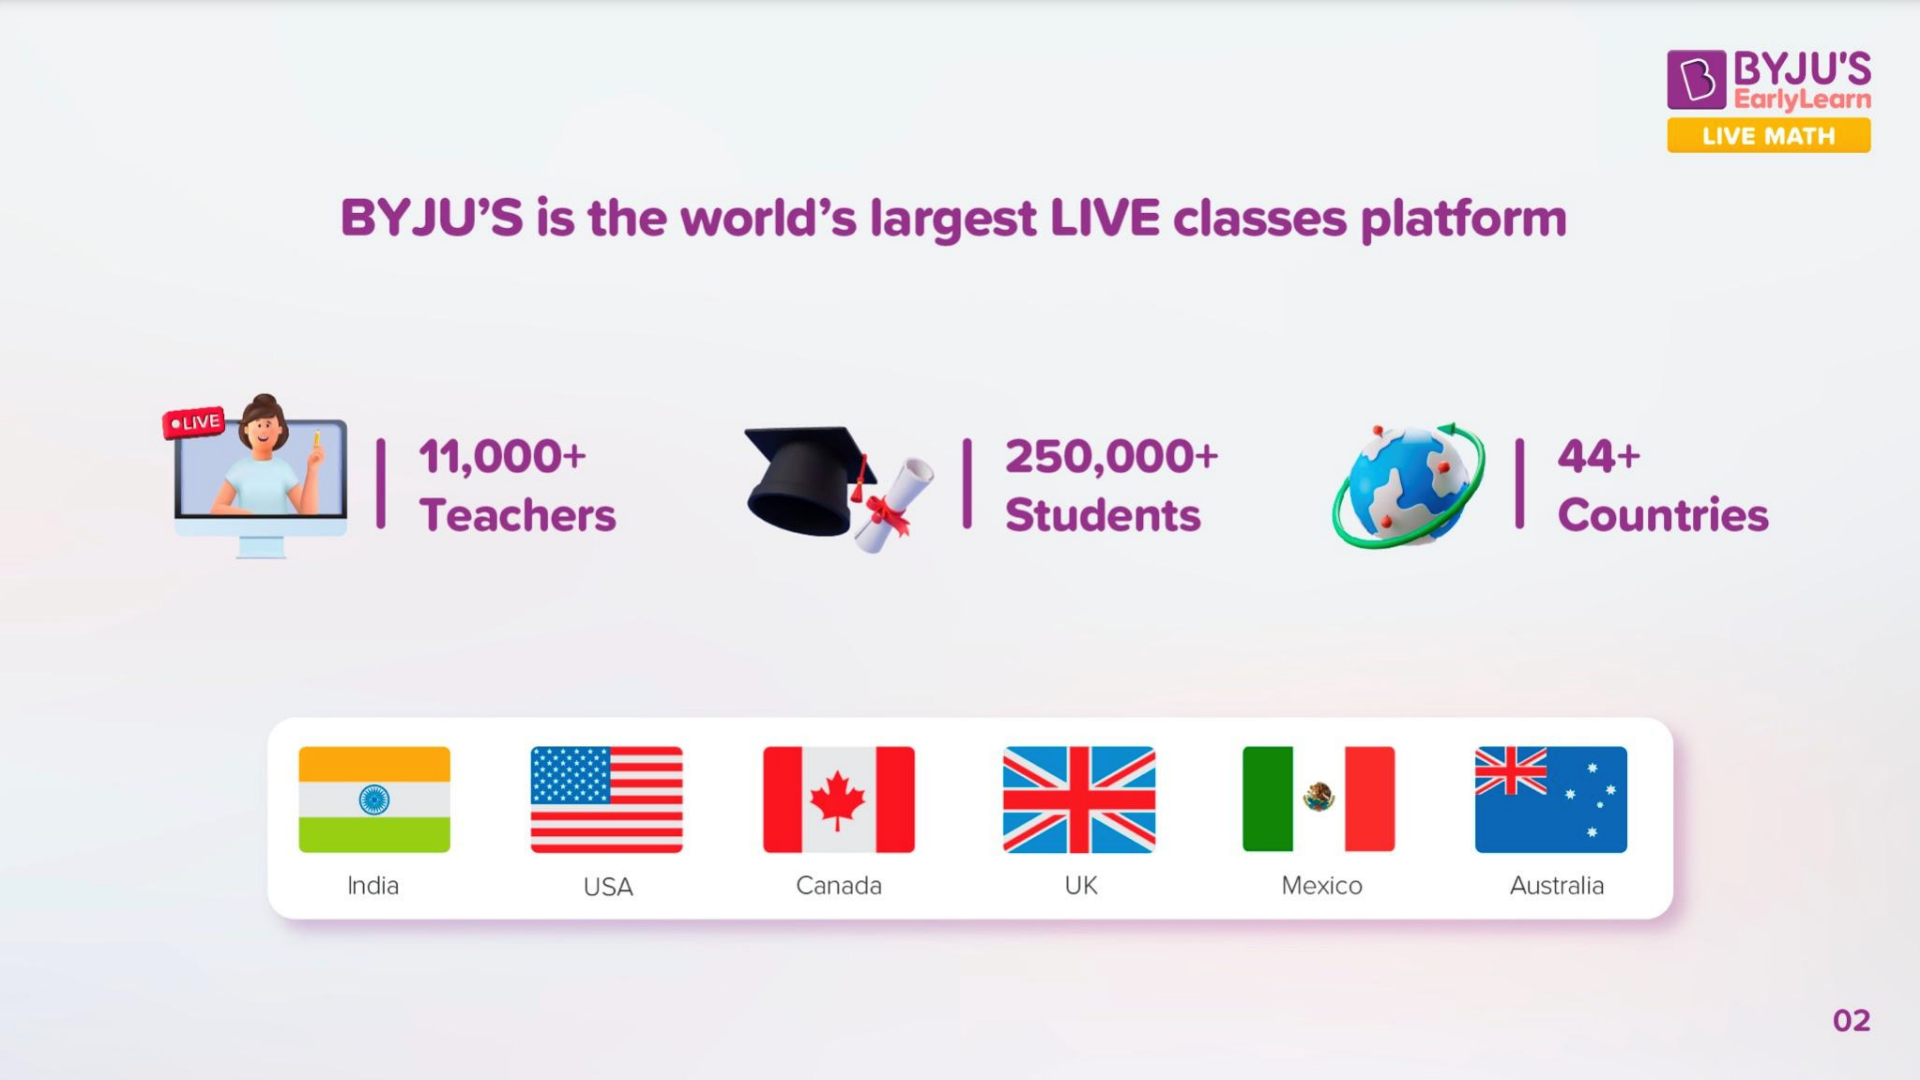 BYJU'S
EarlyLearn
LIVE MATH
BYJU'S is the world's largest LIVE classes platform
LIVE
11,000+
Teachers
250,000+
Students
44+
Countries
India
USA
Canada
UK
Mexico
Australia
02